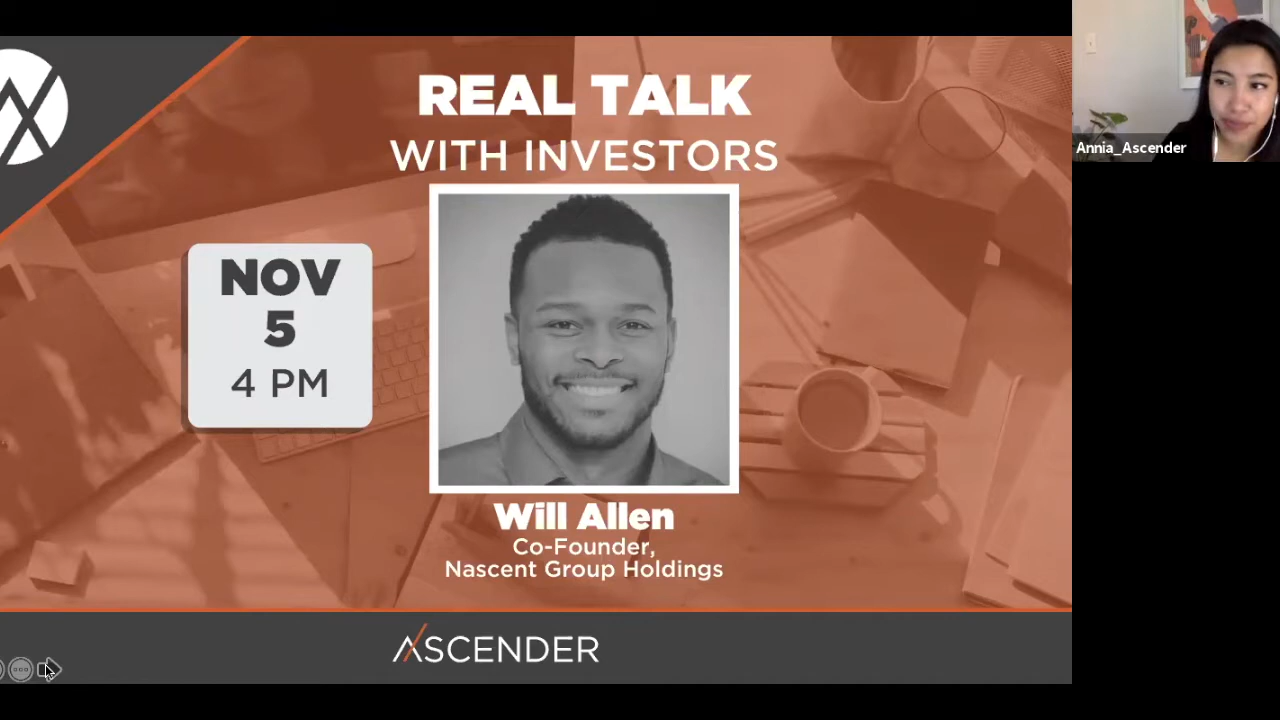 REAL TALK
WITH INVESTORS
NOV
5
4 PM
Will Allen
Co-Founder,
Nascent Group Holdings
ASCENDER
Annia_Ascender